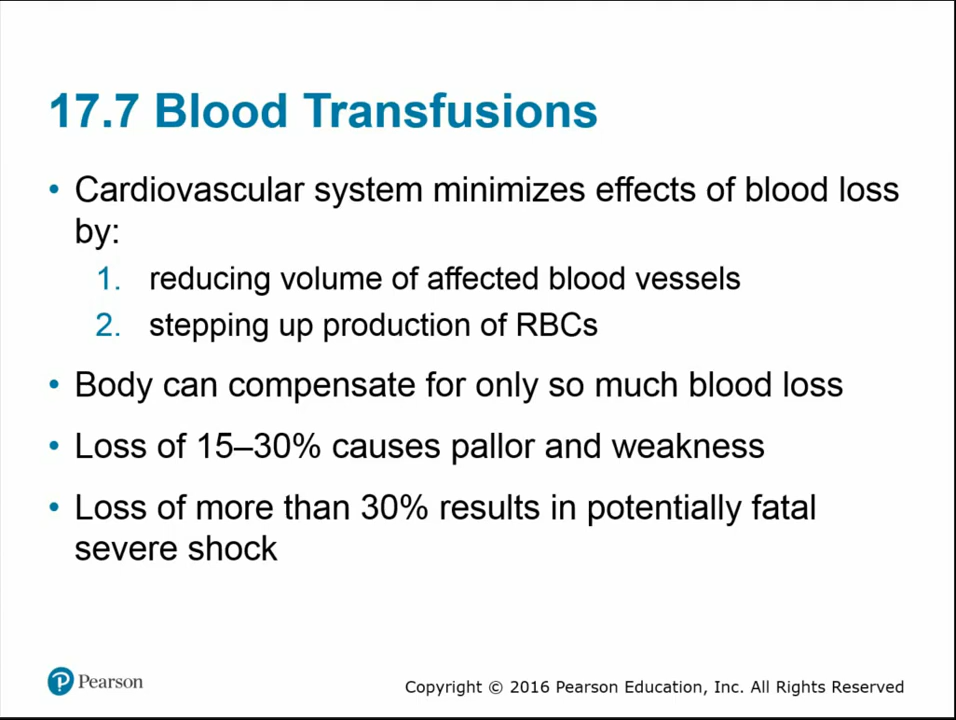 17.7 Blood Transfusions
• Cardiovascular system minimizes effects of blood loss
by:
1. reducing volume of affected blood vessels
2. stepping up production of RBCs
• Body can compensate for only so much blood loss
• Loss of 15–30% causes pallor and weakness
• Loss of more than 30% results in potentially fatal
severe shock
P Pearson
Copyright © 2016 Pearson Education, Inc. All Rights Reserved